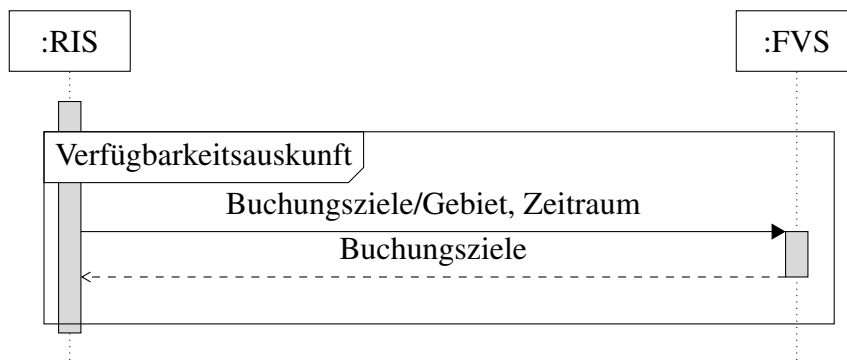 :RIS
:FVS
Verfügbarkeitsauskunft
Buchungsziele/Gebiet, Zeitraum
Buchungsziele